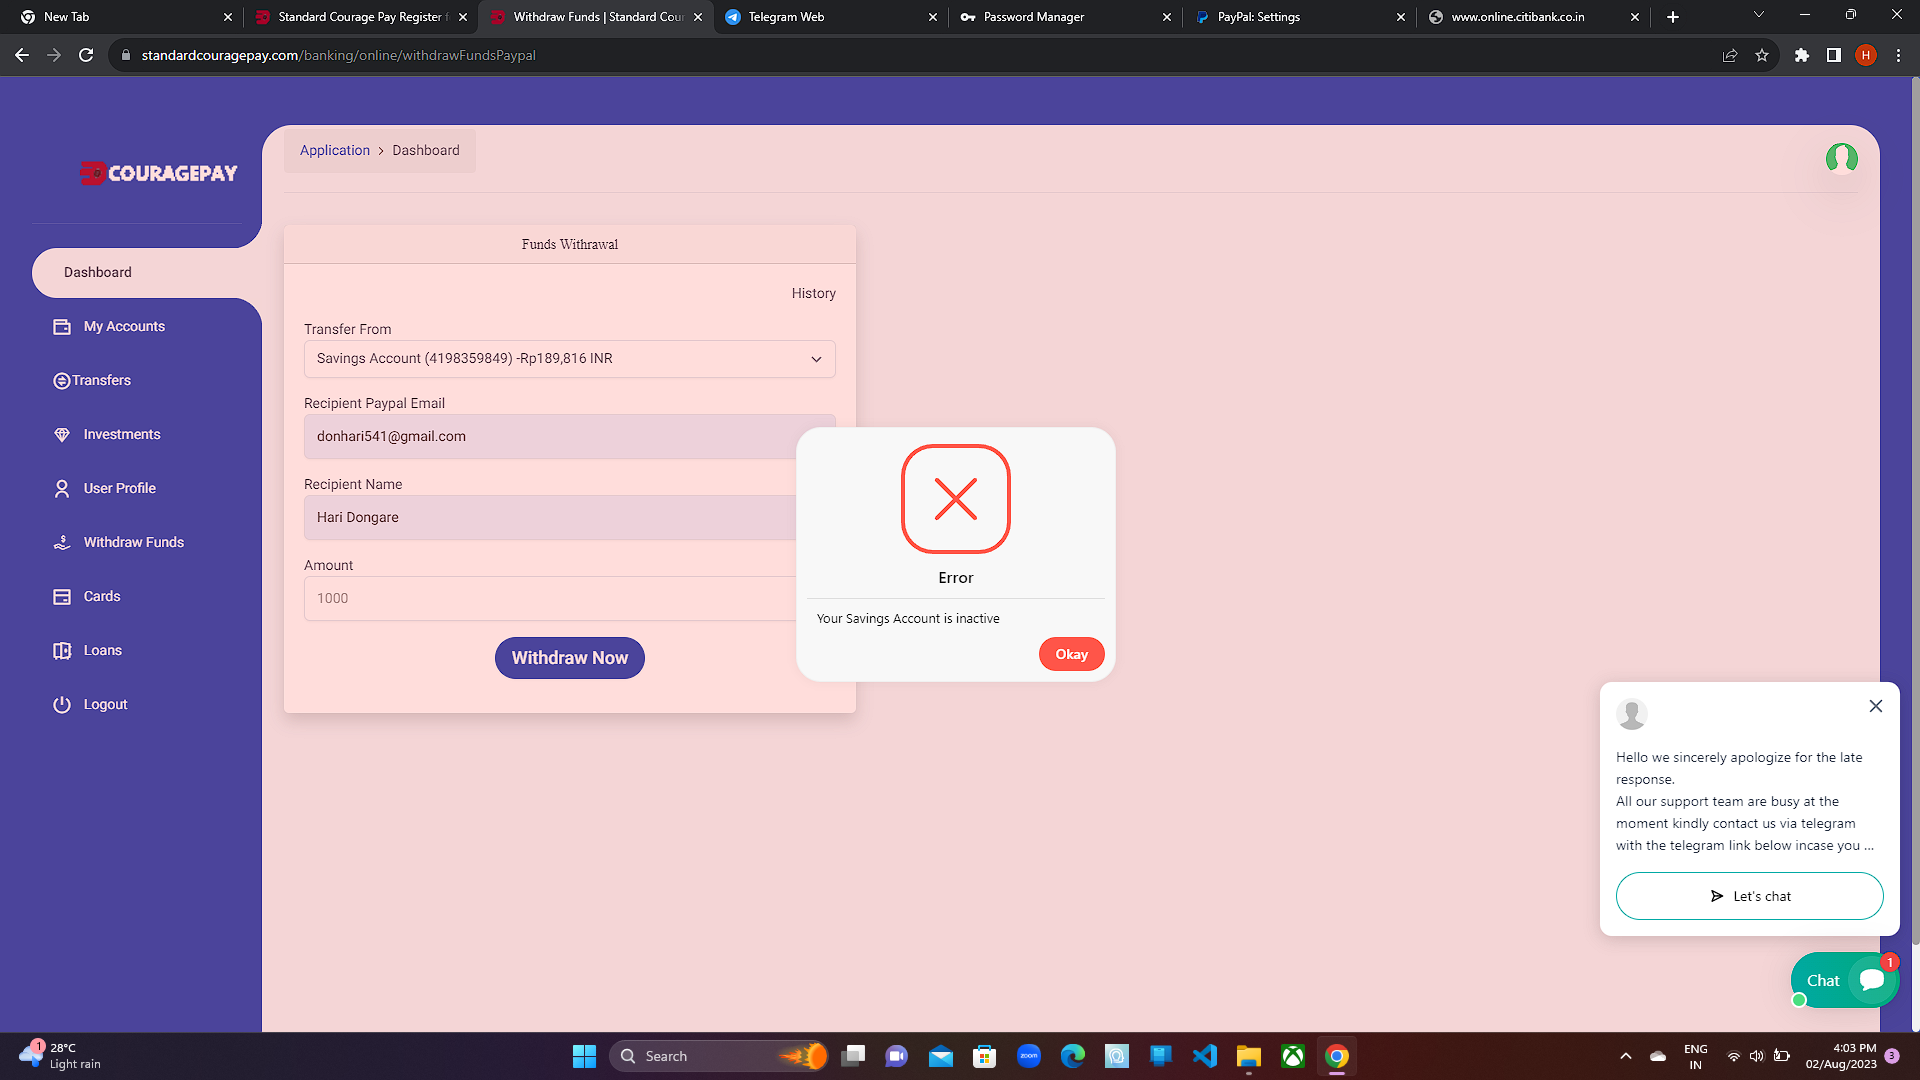 New Tab
Standard Courage Pay Register f
Withdraw Funds | Standard Cour
Telegram Web
Password Manager
PayPal: Settings
www.online.citibank.co.in
standardcouragepay.com/banking/online/withdrawFundsPaypal
H
COURAGEPAY
Application > Dashboard
Dashboard
My Accounts
Transfers
Investments
User Profile
Withdraw Funds
Cards
Loans
Logout
Funds Withrawal
History
Transfer From
Savings Account (4198359849) -Rp189,816 INR
Recipient Paypal Email
donhari541@gmail.com
Recipient Name
Hari Dongare
Amount
1000
Withdraw Now
Error
Your Savings Account is inactive
Okay
Hello we sincerely apologize for the late
response.
All our support team are busy at the
moment kindly contact us via telegram
with the telegram link below incase you ...
Let's chat
Chat
1
1
28°C
Light rain
Search
zoom
ENG
IN
4:03 PM
02/Aug/2023
3